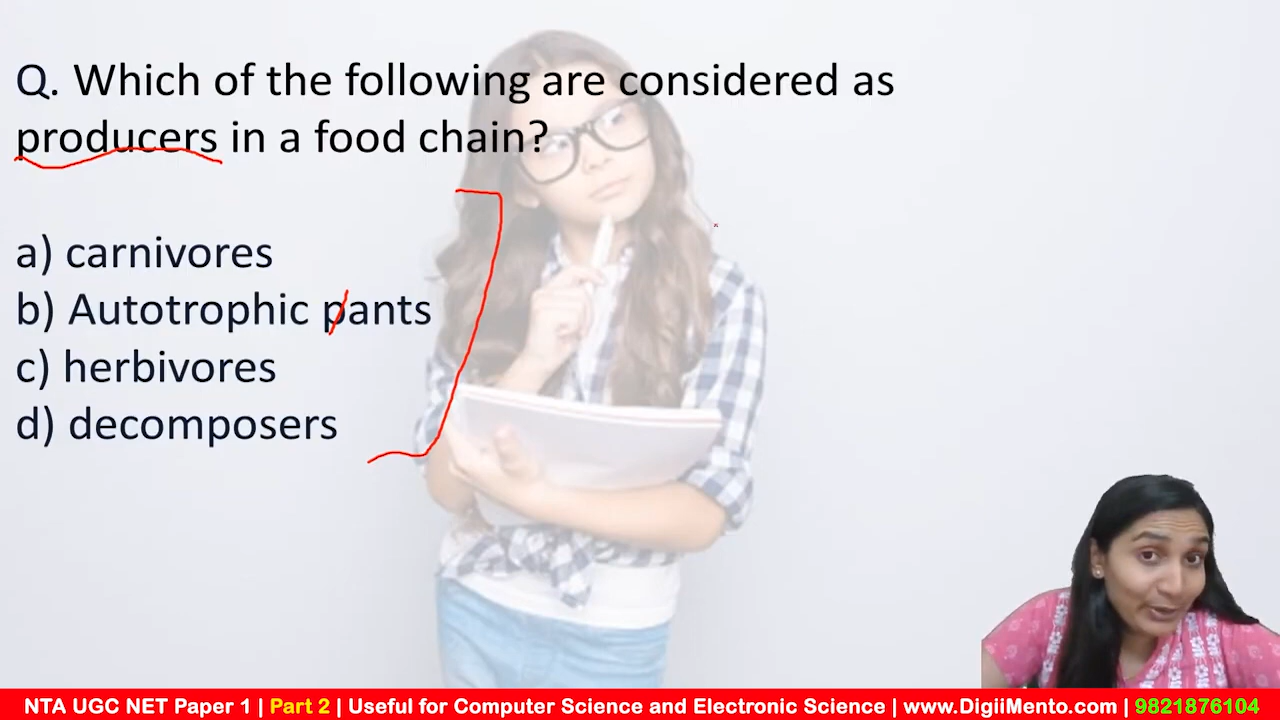 Q. Which of the following are considered as
producers in a food chain?
a) carnivores
b) Autotrophic pants
c) herbivores
d) decomposers
NTA UGC NET Paper 1 | Part 2 | Useful for Computer Science and Electronic Science | www.DigiiMento.com | 9821876104